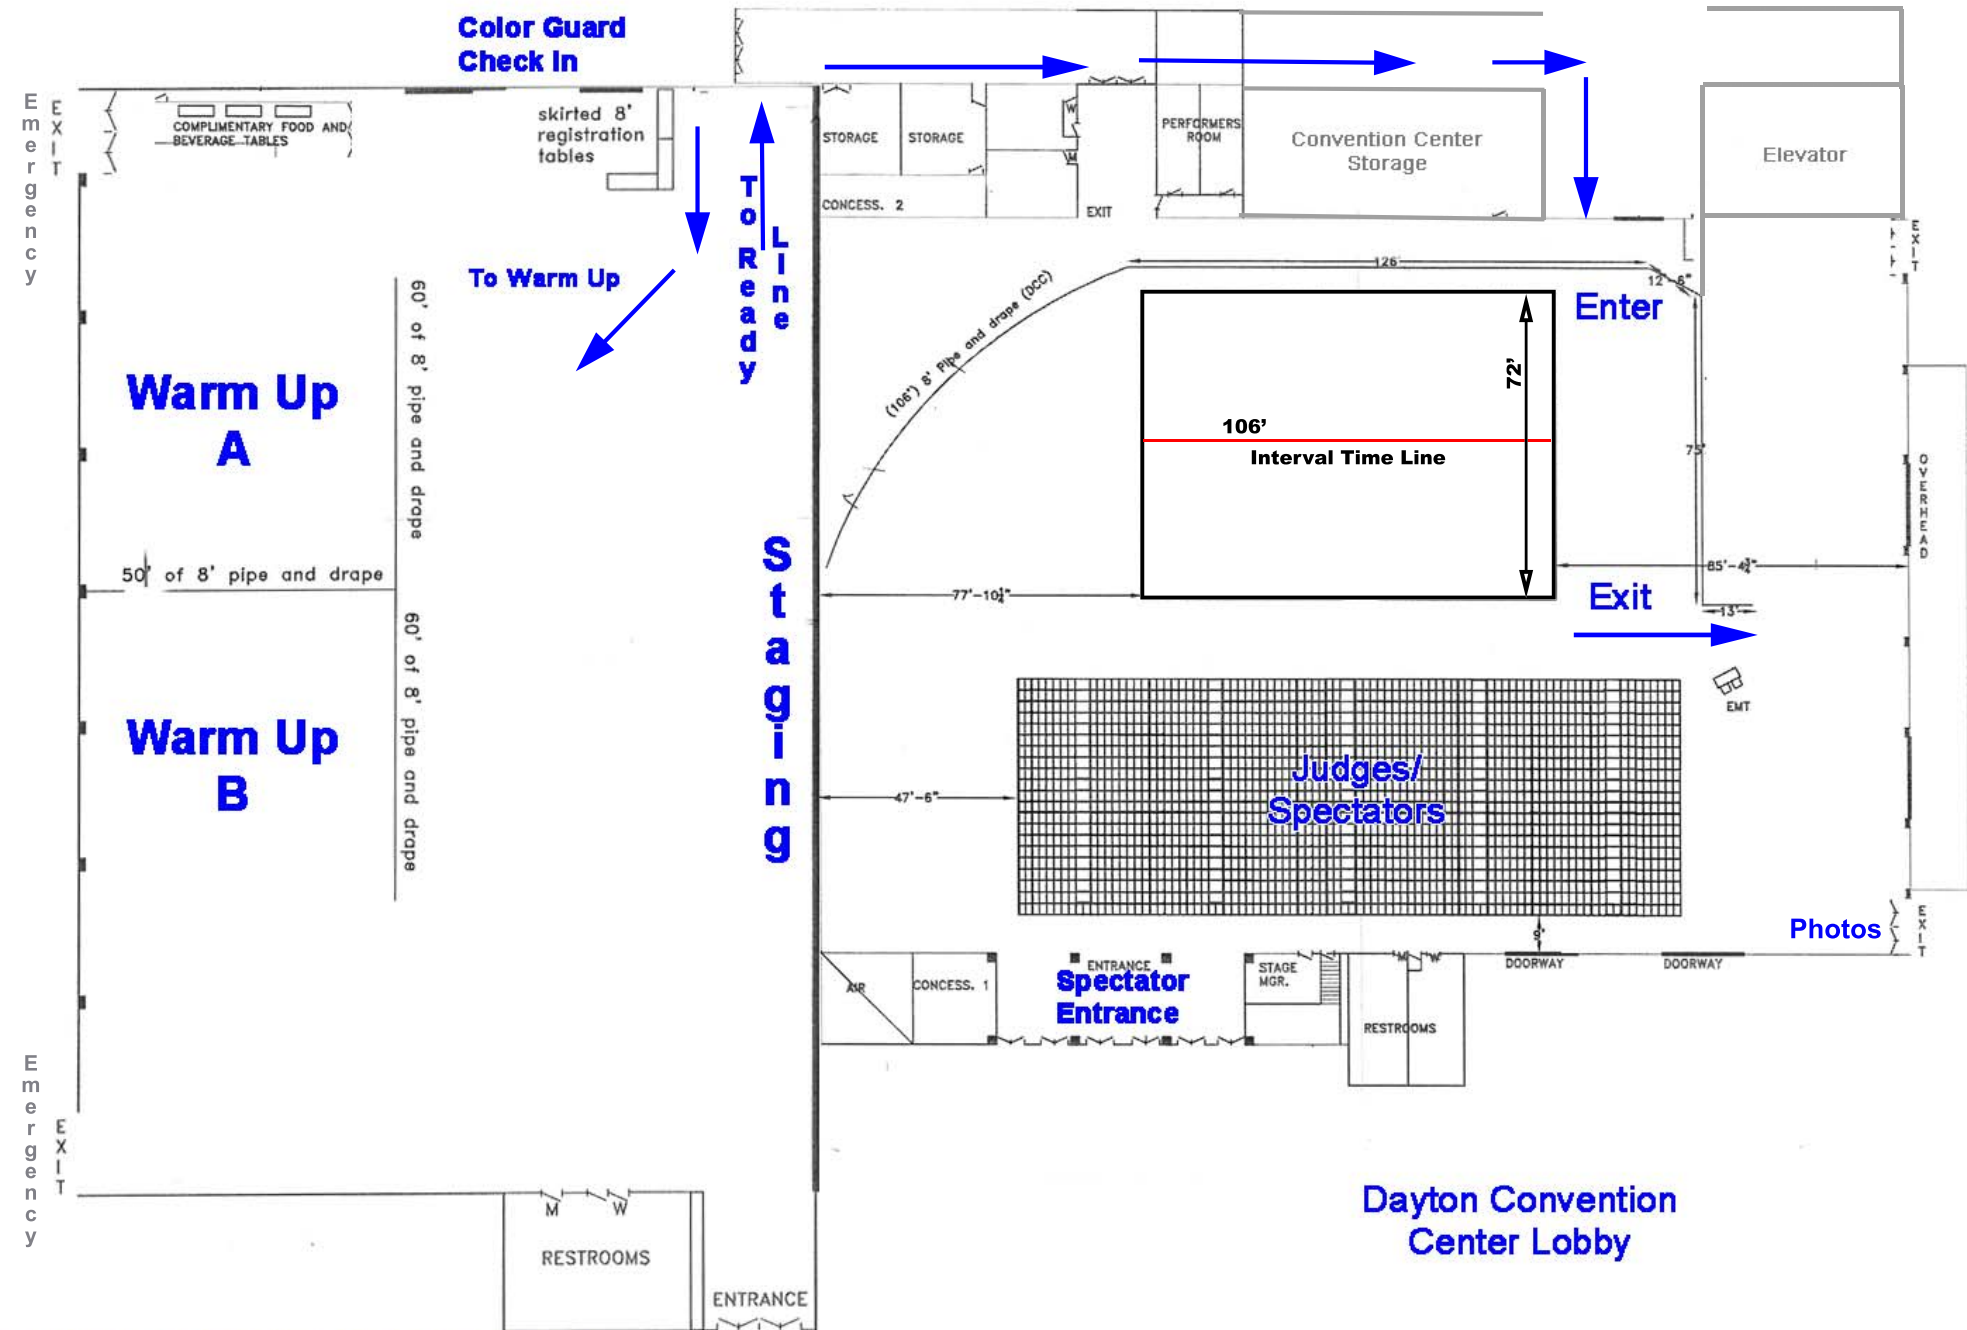 Color Guard
Check In
Emergency
EXIT
COMPLIMENTARY FOOD AND
BEVERAGE TABLES
skirted 8'
registration
tables
To Ready
Line
To Warm Up
60' of 8' pipe and drape
Warm Up
A
50' of 8' pipe and drape
60' of 8' pipe and drape
Warm Up
B
Staging
Emergency
EXIT
M
W
RESTROOMS
ENTRANCE
STORAGE
STORAGE
CONCESS. 2
W
M
EXIT
PERFORMERS
ROOM
Convention Center
Storage
Elevator
EXIT
126'
12'-6"
(106') 8' Pipe and drape (DCC)
Enter
72'
106'
Interval Time Line
75'
OVERHEAD
85'-4¾"
77'-10¼"
Exit
13'
EMT
Judges/
Spectators
47'-6"
9'
Photos
EXIT
AIR
CONCESS. 1
ENTRANCE
Spectator
Entrance
STAGE
MGR.
M
W
RESTROOMS
DOORWAY
DOORWAY
Dayton Convention
Center Lobby